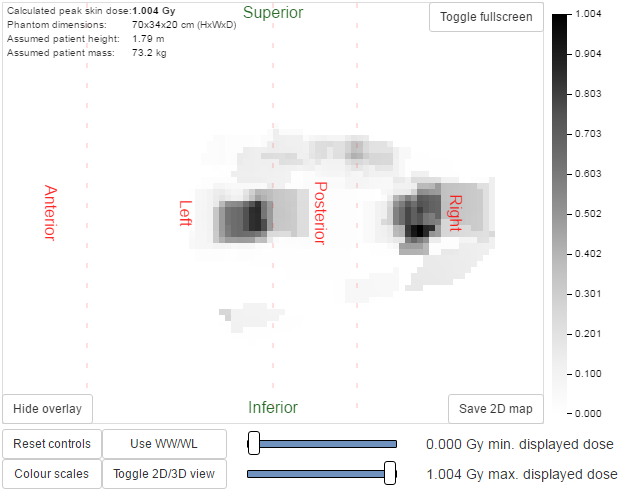 Calculated peak skin dose:1.004 Gy
Phantom dimensions: 70x34x20 cm (HxWxD)
Assumed patient height: 1.79 m
Assumed patient mass: 73.2 kg
Superior
Toggle fullscreen
Anterior
Left
Posterior
Right
1.004
0.904
0.803
0.703
0.602
0.502
0.402
0.301
0.201
0.100
0.000
Hide overlay
Inferior
Save 2D map
Reset controls
Use WW/WL
0.000 Gy min. displayed dose
Colour scales
Toggle 2D/3D view
1.004 Gy max. displayed dose